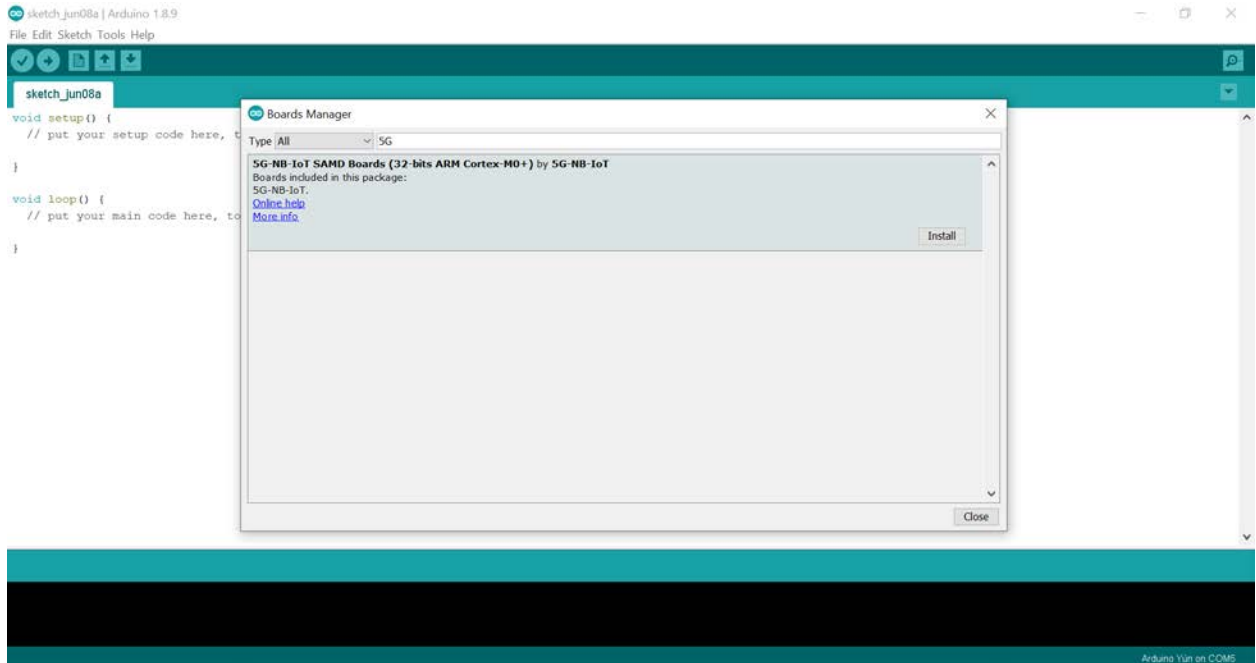 sketch_jun08a | Arduino 1.8.9
File Edit Sketch Tools Help
sketch_jun08a
void setup() {
// put your setup code here, t
}
void loop() {
// put your main code here, to
}
Boards Manager
Type All 5G
5G-NB-IoT SAMD Boards (32-bits ARM Cortex-M0+) by 5G-NB-IoT
Boards included in this package:
5G-NB-IoT.
Online help
More info
Install
Close
Arduino Yún on COM5